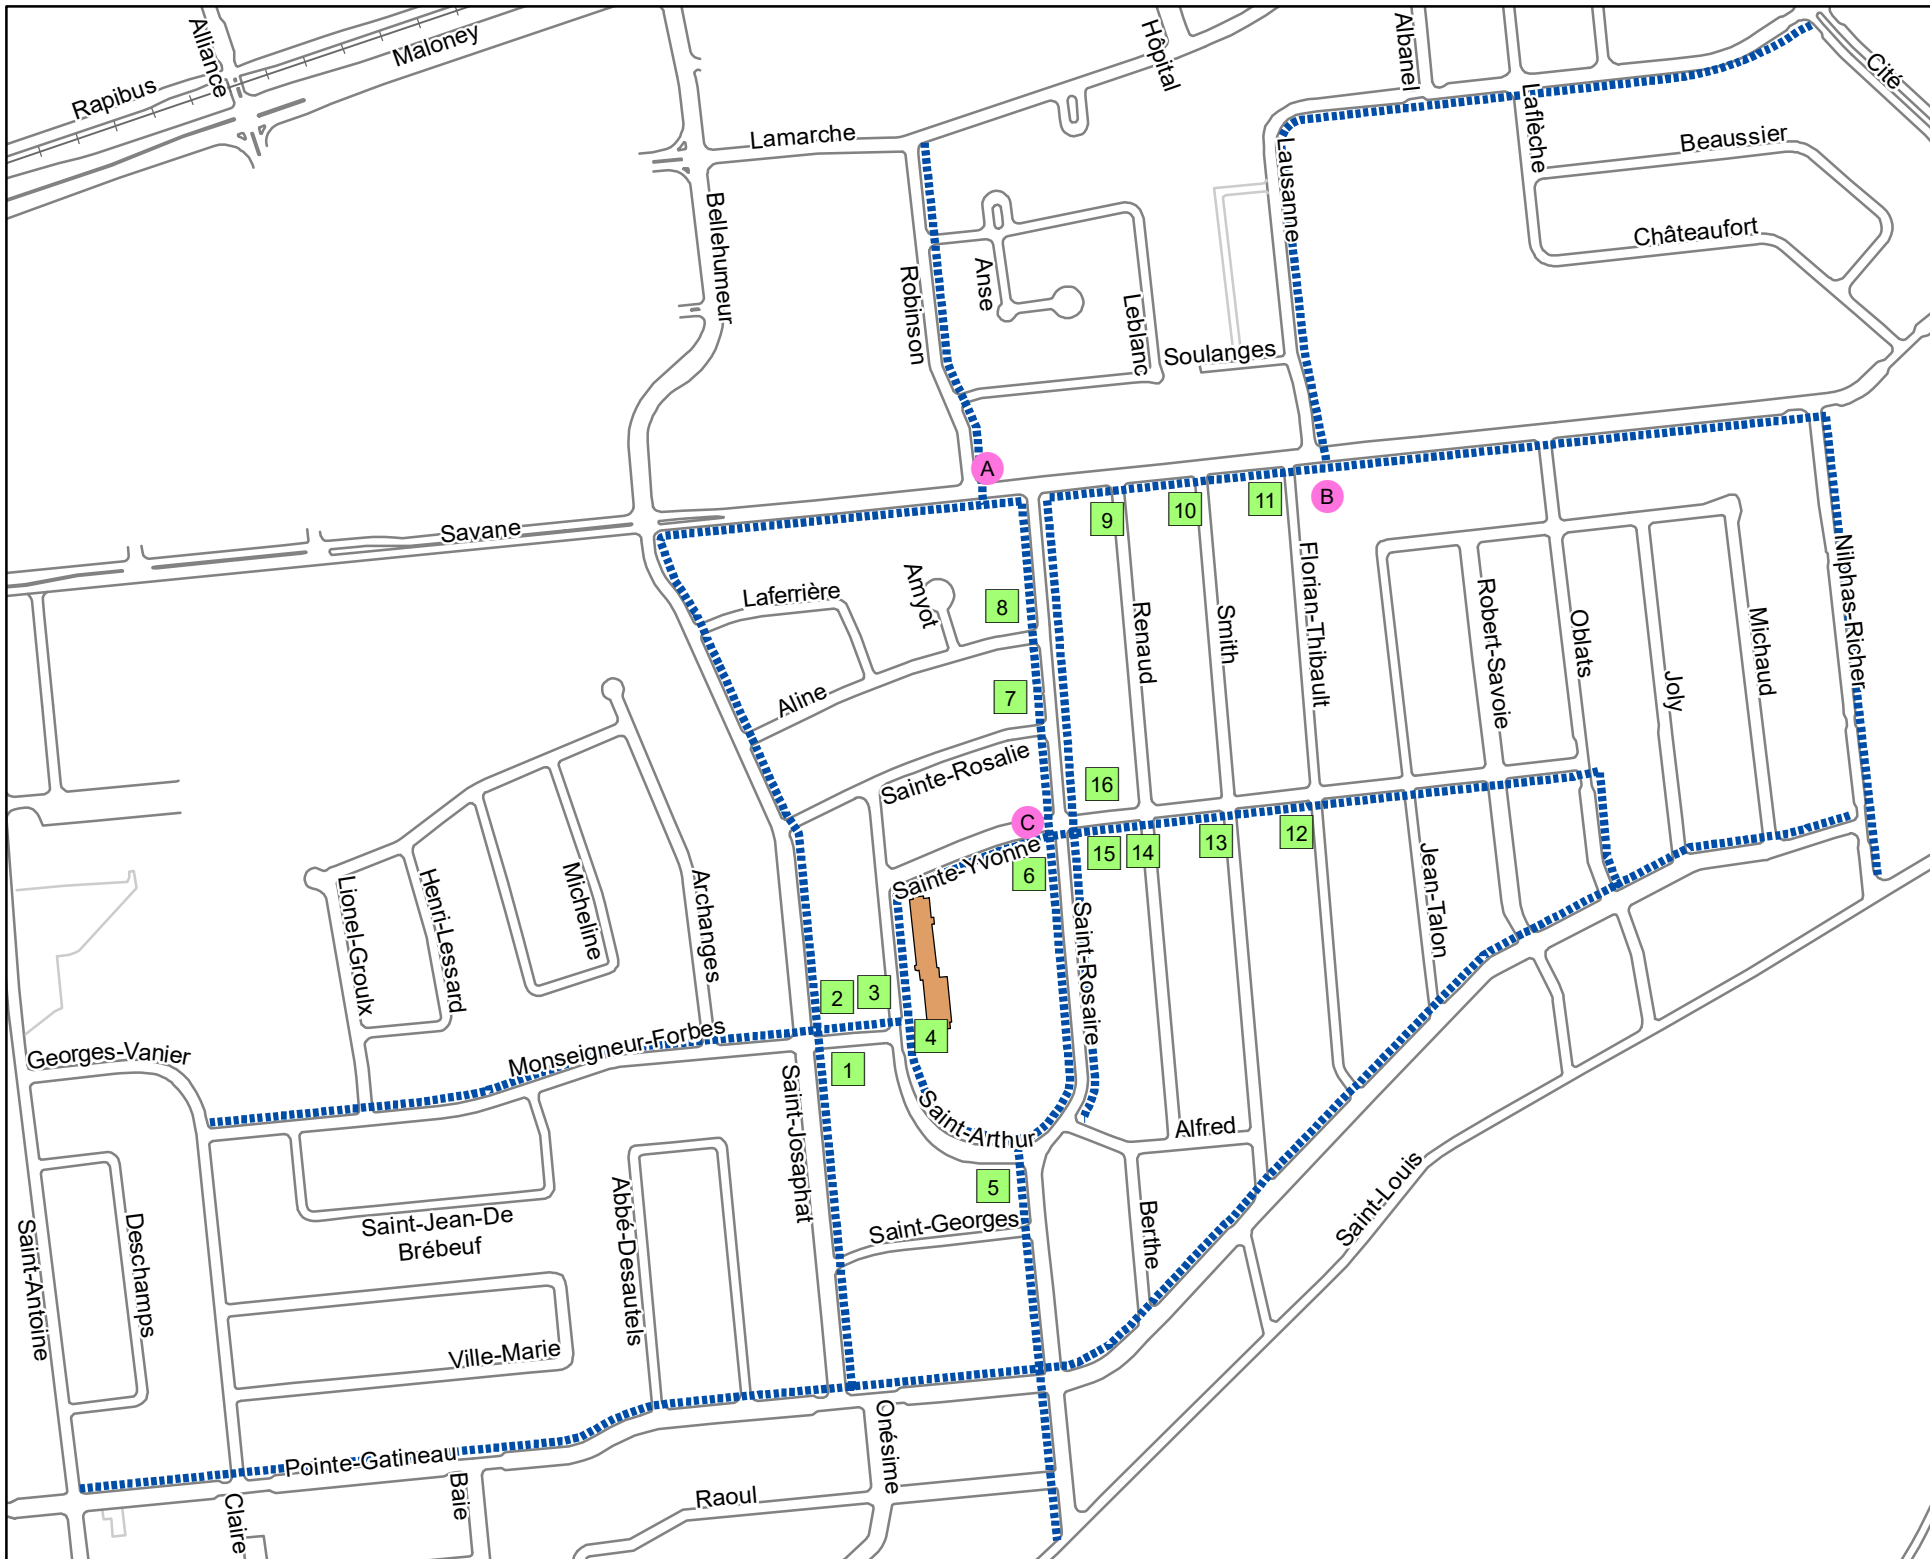 Alliance
Maloney
Rapibus
Hôpital
Albanel
Cité
Lamarche
Laflèche
Beaussier
Lausanne
Châteaufort
Bellehumeur
Robinson
Anse
Leblanc
Soulanges
A
B
9
10
11
Savane
Laferrière
Amyot
8
Renaud
Smith
Florian-Thibault
Robert-Savoie
Oblats
Joly
Michaud
Nilphas-Richer
Aline
7
Sainte-Rosalie
16
C
Sainte-Yvonne
6
15
14
13
12
Jean-Talon
Micheline
Henri-Lessard
Lionel-Groulx
Archanges
Saint-Rosaire
2
3
4
1
Georges-Vanier
Monseigneur-Forbes
Saint-Josaphat
Saint-Arthur
Alfred
5
Saint-Georges
Berthe
Saint-Louis
Saint-Jean-De
Brébeuf
Abbé-Desautels
Saint-Antoine
Deschamps
Ville-Marie
Onésime
Pointe-Gatineau
Baie
Claire
Raoul